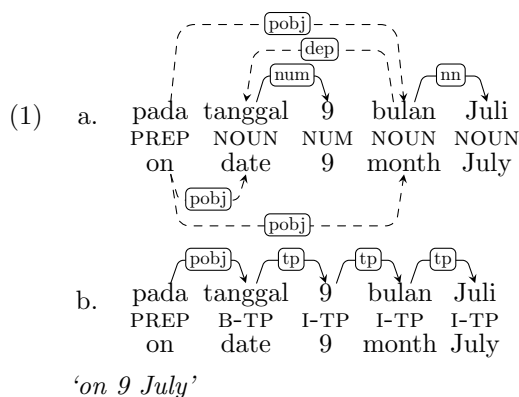 pobj
dep
num nn
(1) a. pada tanggal 9 bulan Juli
PREP NOUN NUM NOUN NOUN
on date 9 month July
pobj
pobj
pobj tp tp tp
b. pada tanggal 9 bulan Juli
PREP B-TP I-TP I-TP I-TP
on date 9 month July
‘on 9 July’